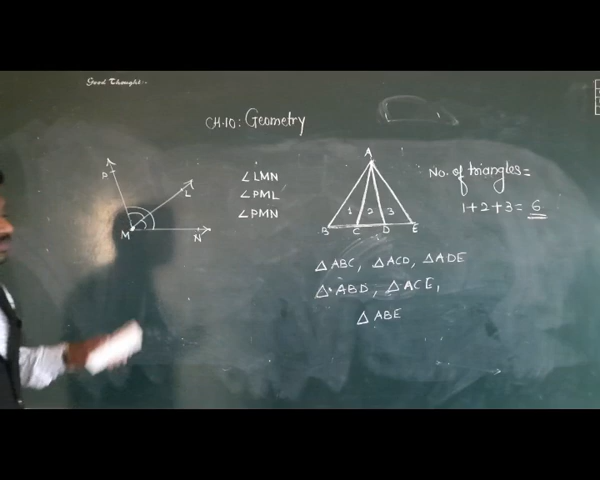 Good Thought:-
CH-10: Geometry
P
L
M
N
∠LMN
∠PML
∠PMN
A
1 2 3
B C D E
No. of triangles=
1+2+3= 6
△ABC, △ACD, △ADE
△ABD, △ACE,
△ABE